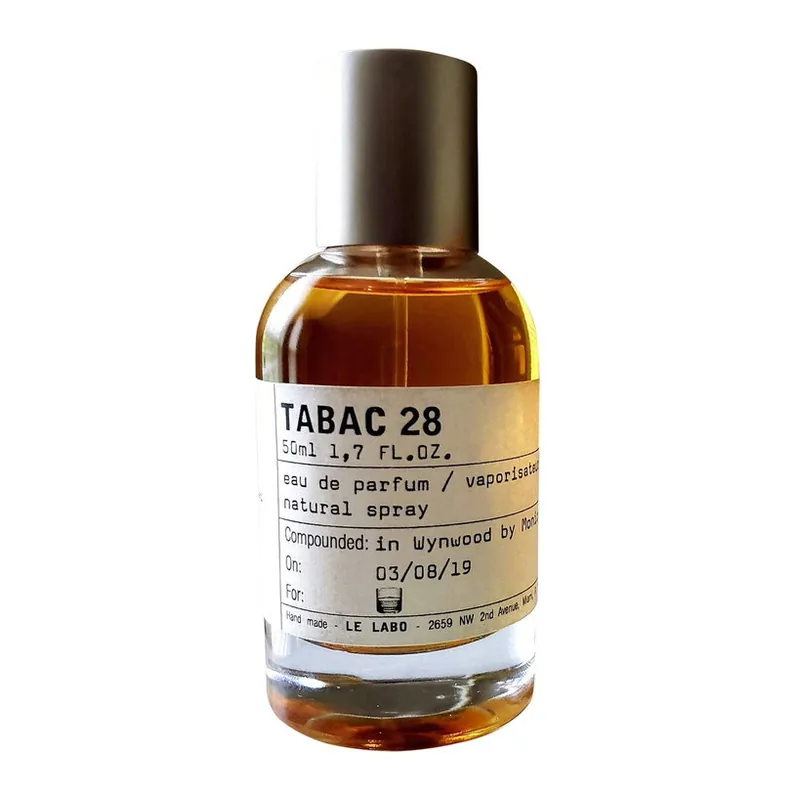 TABAC 28
50ml 1,7 FL.OZ.
eau de parfum /
natural spray
Compounded: in Wynwood by
On: 03/08/19
For:
Hand made - LE LABO - 2659 NW 2nd Avenue,